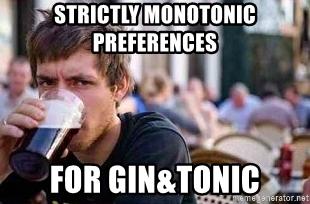 STRICTLY MONOTONIC
PREFERENCES
FOR GIN&TONIC
memegenerator.net